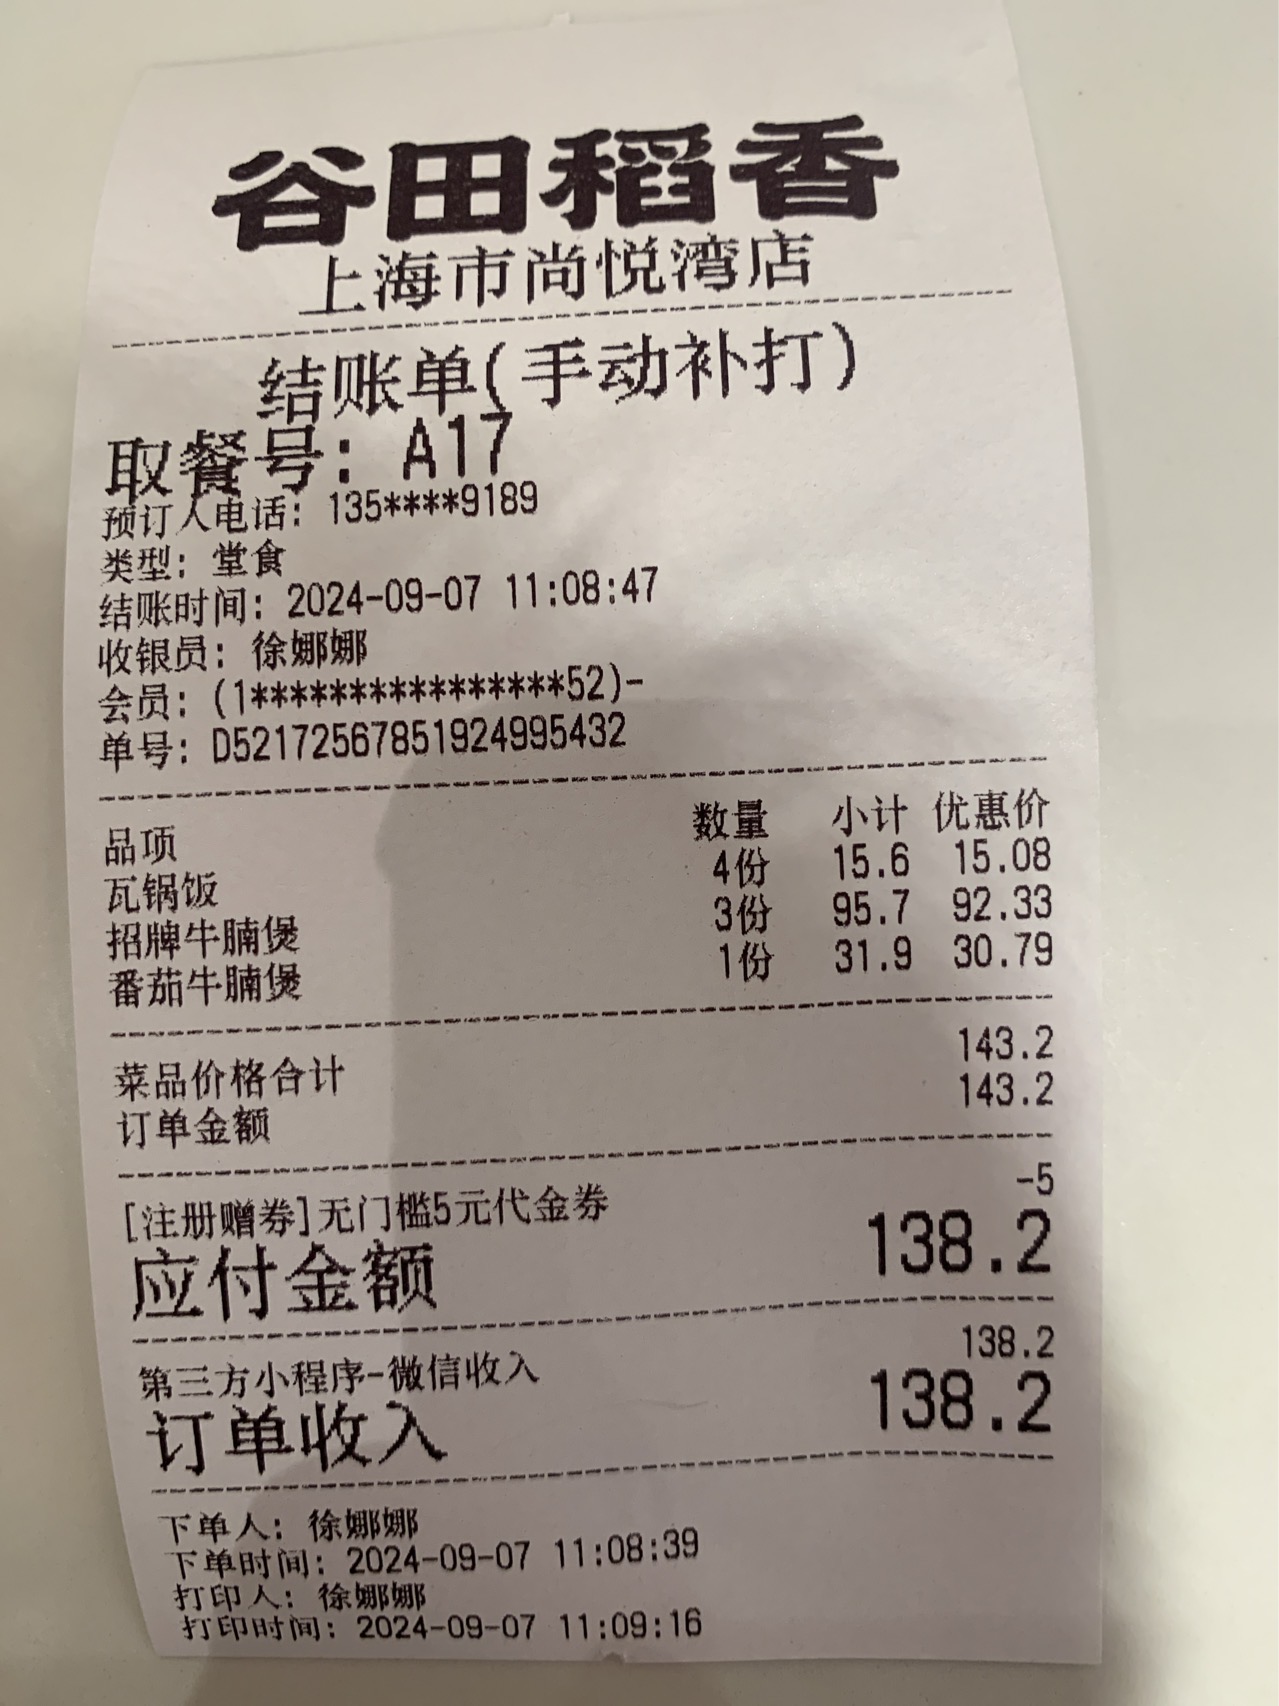 谷田稻香
上海市尚悦湾店
结账单(手动补打)
取餐号: A17
预订人电话: 135****9189
类型: 堂食
结账时间: 2024-09-07 11:08:47
收银员: 徐娜娜
会员: (1****************52)-
单号: D521725678519249954​32
品项 数量 小计 优惠价
瓦锅饭 4份 15.6 15.08
招牌牛腩煲 3份 95.7 92.33
番茄牛腩煲 1份 31.9 30.79
菜品价格合计 143.2
订单金额 143.2
[注册赠券]无门槛5元代金券 -5
应付金额 138.2
第三方小程序-微信收入 138.2
订单收入 138.2
下单人: 徐娜娜
下单时间: 2024-09-07 11:08:39
打印人: 徐娜娜
打印时间: 2024-09-07 11:09:16